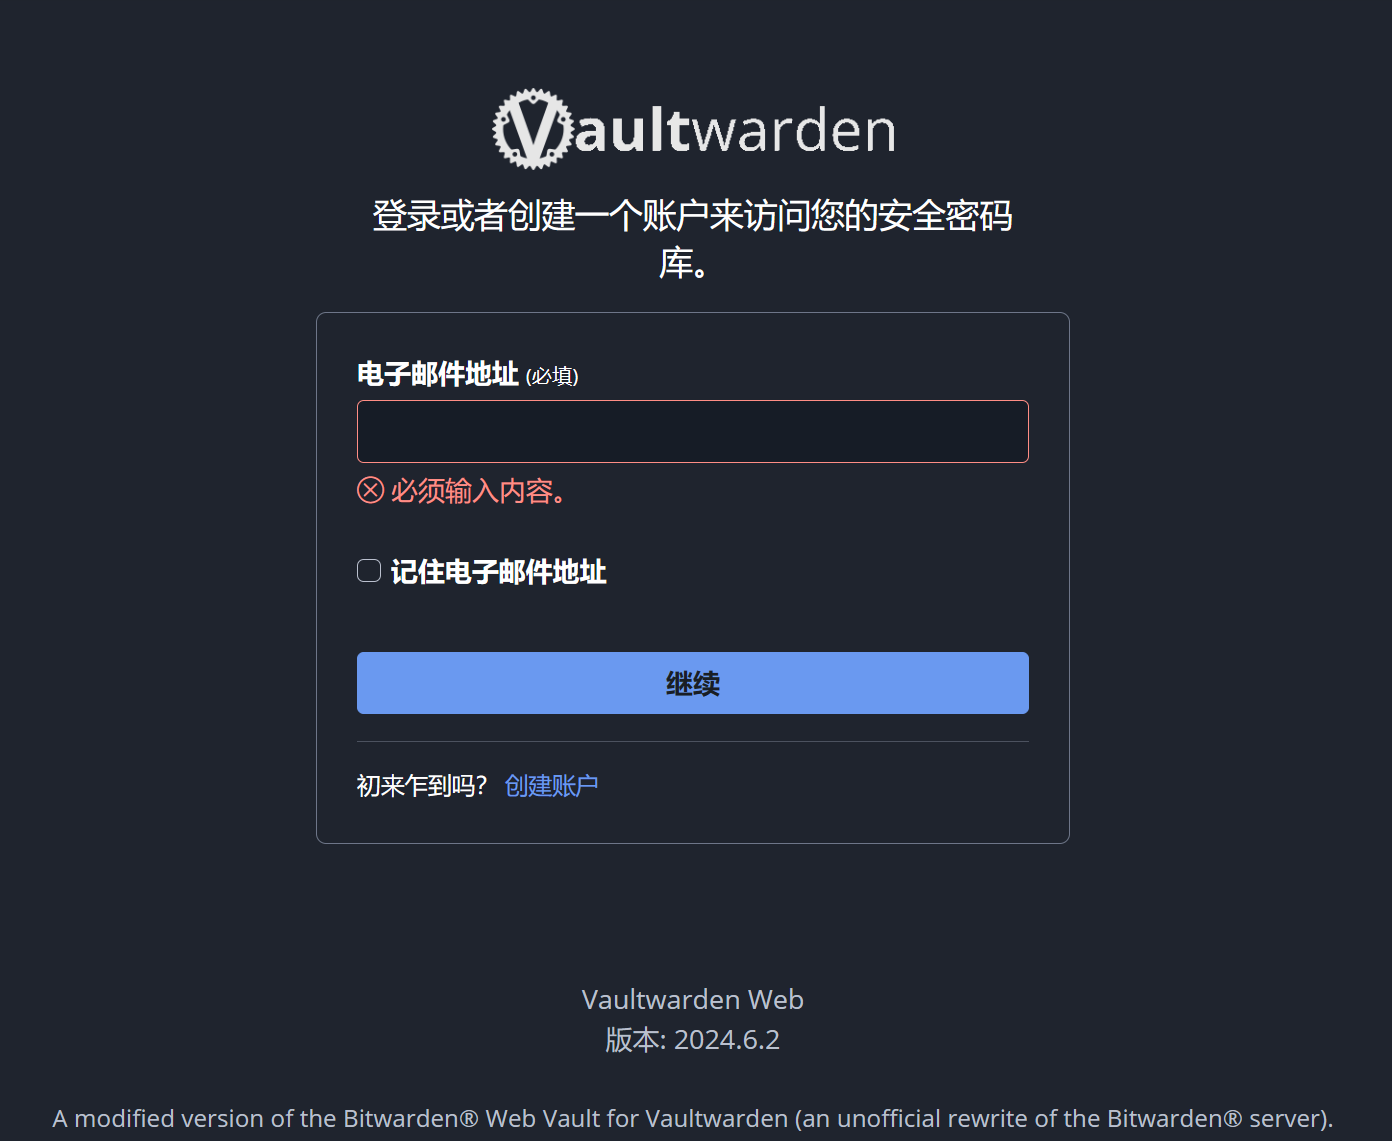 Vaultwarden
登录或者创建一个账户来访问您的安全密码
库。
电子邮件地址 (必填)
必须输入内容。
记住电子邮件地址
继续
初来乍到吗? 创建账户
Vaultwarden Web
版本: 2024.6.2
A modified version of the Bitwarden® Web Vault for Vaultwarden (an unofficial rewrite of the Bitwarden® server).